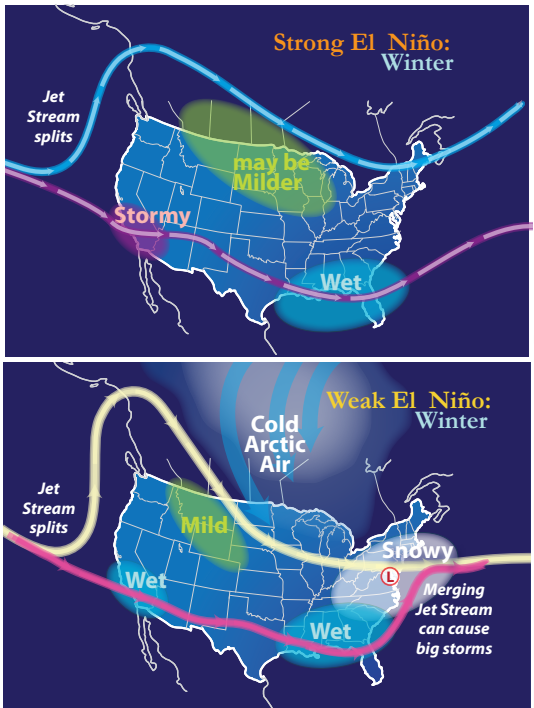 Strong El Niño:
Winter
Jet
Stream
splits
may be
Milder
Stormy
Wet
Weak El Niño:
Winter
Cold
Arctic
Air
Jet
Stream
splits
Mild
Snowy
L
Wet
Wet
Merging
Jet Stream
can cause
big storms